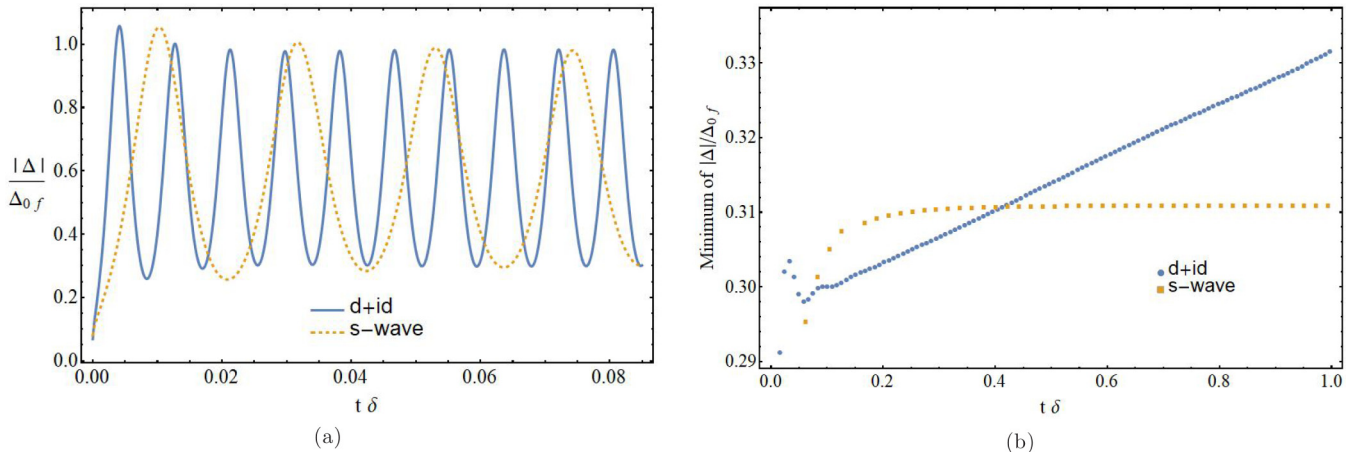 1.0
0.8
|Δ|
0.6
Δ0 f
0.4
0.2
d+id
s-wave
0.0
0.00 0.02 0.04 0.06 0.08
t δ
(a)
0.33
0.32
Minimum of |Δ|/Δ0 f
0.31
0.30
d+id
s-wave
0.29
0.0 0.2 0.4 0.6 0.8 1.0
t δ
(b)